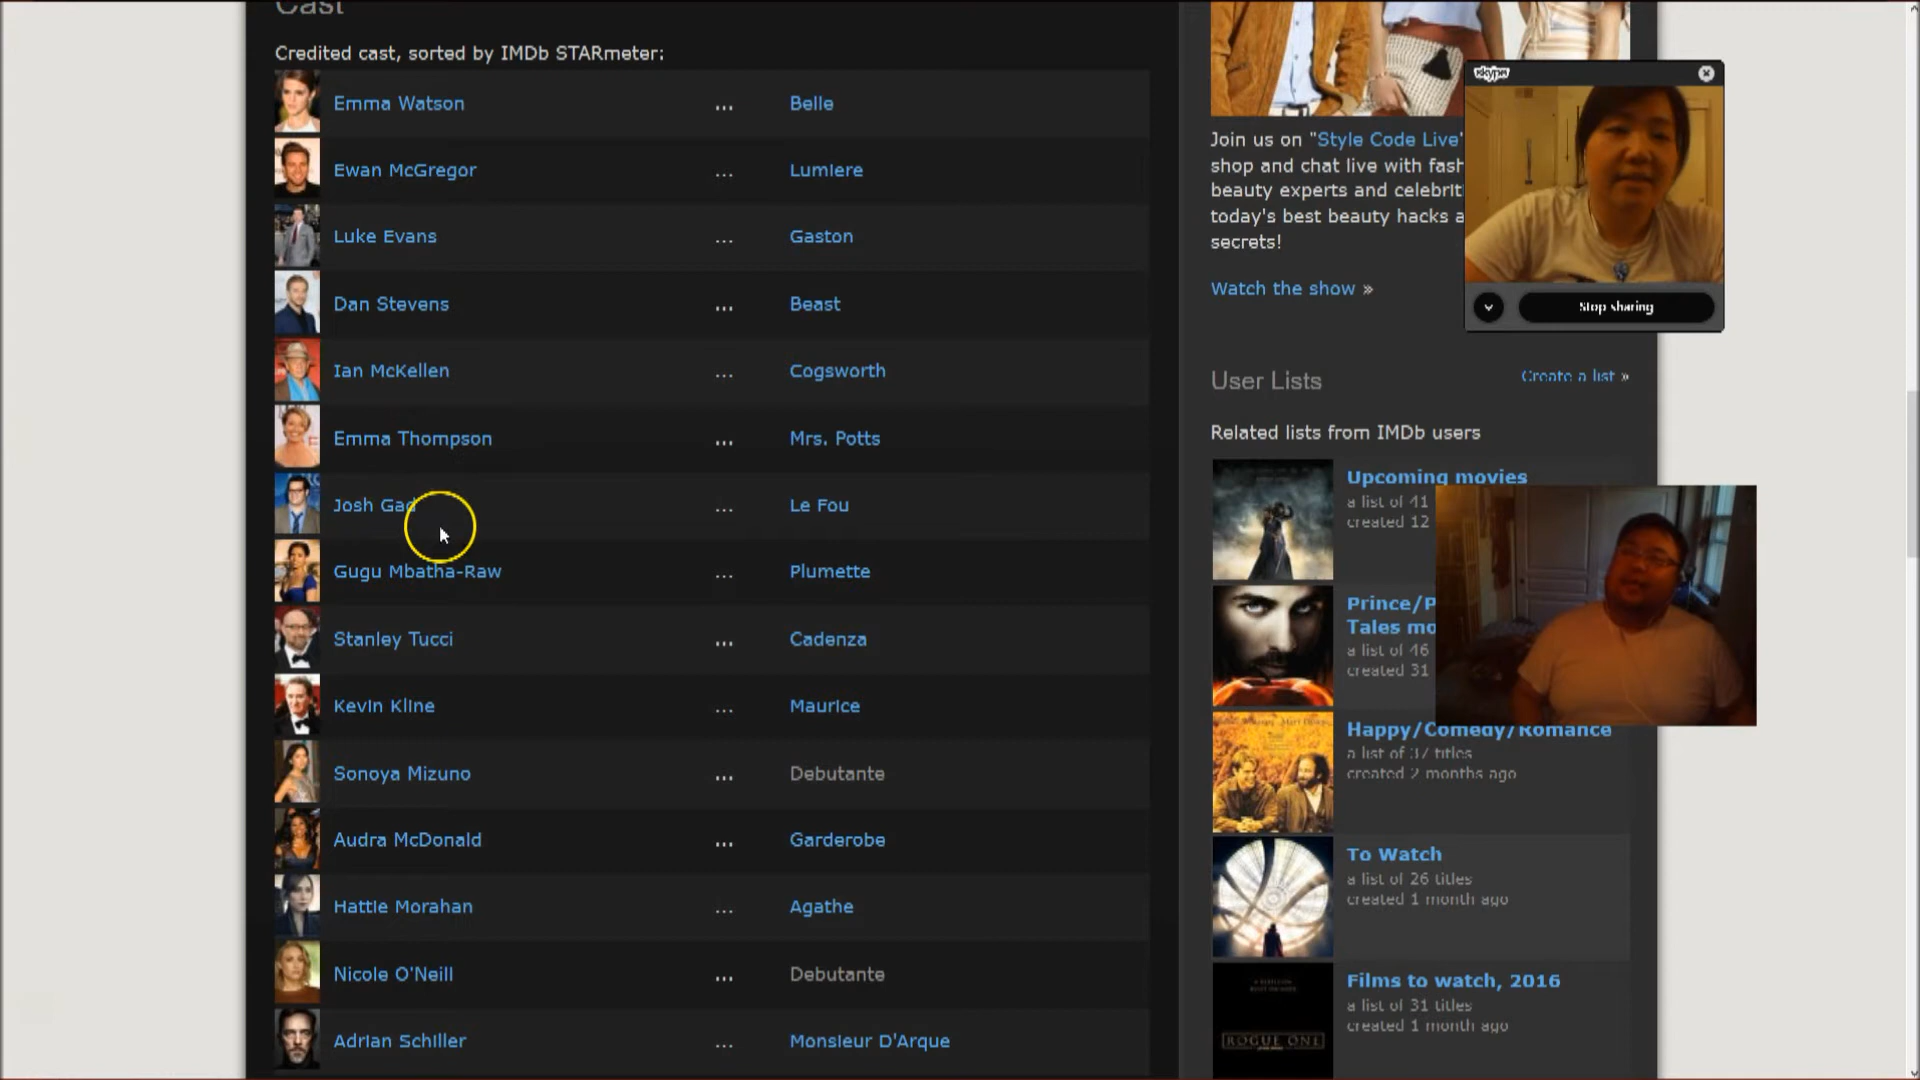 Cast
Credited cast, sorted by IMDb STARmeter:
Emma Watson ... Belle
Ewan McGregor ... Lumiere
Luke Evans ... Gaston
Dan Stevens ... Beast
Ian McKellen ... Cogsworth
Emma Thompson ... Mrs. Potts
Josh Gad ... Le Fou
Gugu Mbatha-Raw ... Plumette
Stanley Tucci ... Cadenza
Kevin Kline ... Maurice
Sonoya Mizuno ... Debutante
Audra McDonald ... Garderobe
Hattie Morahan ... Agathe
Nicole O'Neill ... Debutante
Adrian Schiller ... Monsieur D'Arque
Join us on "Style Code Live"
shop and chat live with
beauty experts and
today's best beauty hacks
secrets!
Watch the show »
skype
Stop sharing
User Lists
Create a list »
Related lists from IMDb users
Upcoming movies
a list of 41
created 12
Tales
a list of 46
created 31
Happy/Comedy/Romance
a list of 37 titles
created 2 months ago
To Watch
a list of 26 titles
created 1 month ago
Films to watch, 2016
a list of 31 titles
created 1 month ago
ROGUE ONE